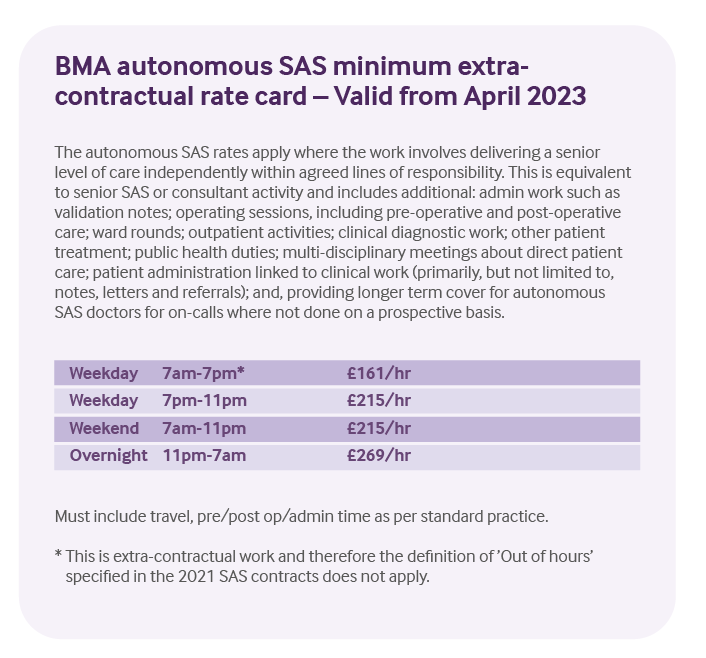 BMA autonomous SAS minimum extra-
contractual rate card – Valid from April 2023
The autonomous SAS rates apply where the work involves delivering a senior
level of care independently within agreed lines of responsibility. This is equivalent
to senior SAS or consultant activity and includes additional: admin work such as
validation notes; operating sessions, including pre-operative and post-operative
care; ward rounds; outpatient activities; clinical diagnostic work; other patient
treatment; public health duties; multi-disciplinary meetings about direct patient
care; patient administration linked to clinical work (primarily, but not limited to,
notes, letters and referrals); and, providing longer term cover for autonomous
SAS doctors for on-calls where not done on a prospective basis.
Weekday 7am-7pm* £161/hr
Weekday 7pm-11pm £215/hr
Weekend 7am-11pm £215/hr
Overnight 11pm-7am £269/hr
Must include travel, pre/post op/admin time as per standard practice.
* This is extra-contractual work and therefore the definition of ’Out of hours’
specified in the 2021 SAS contracts does not apply.